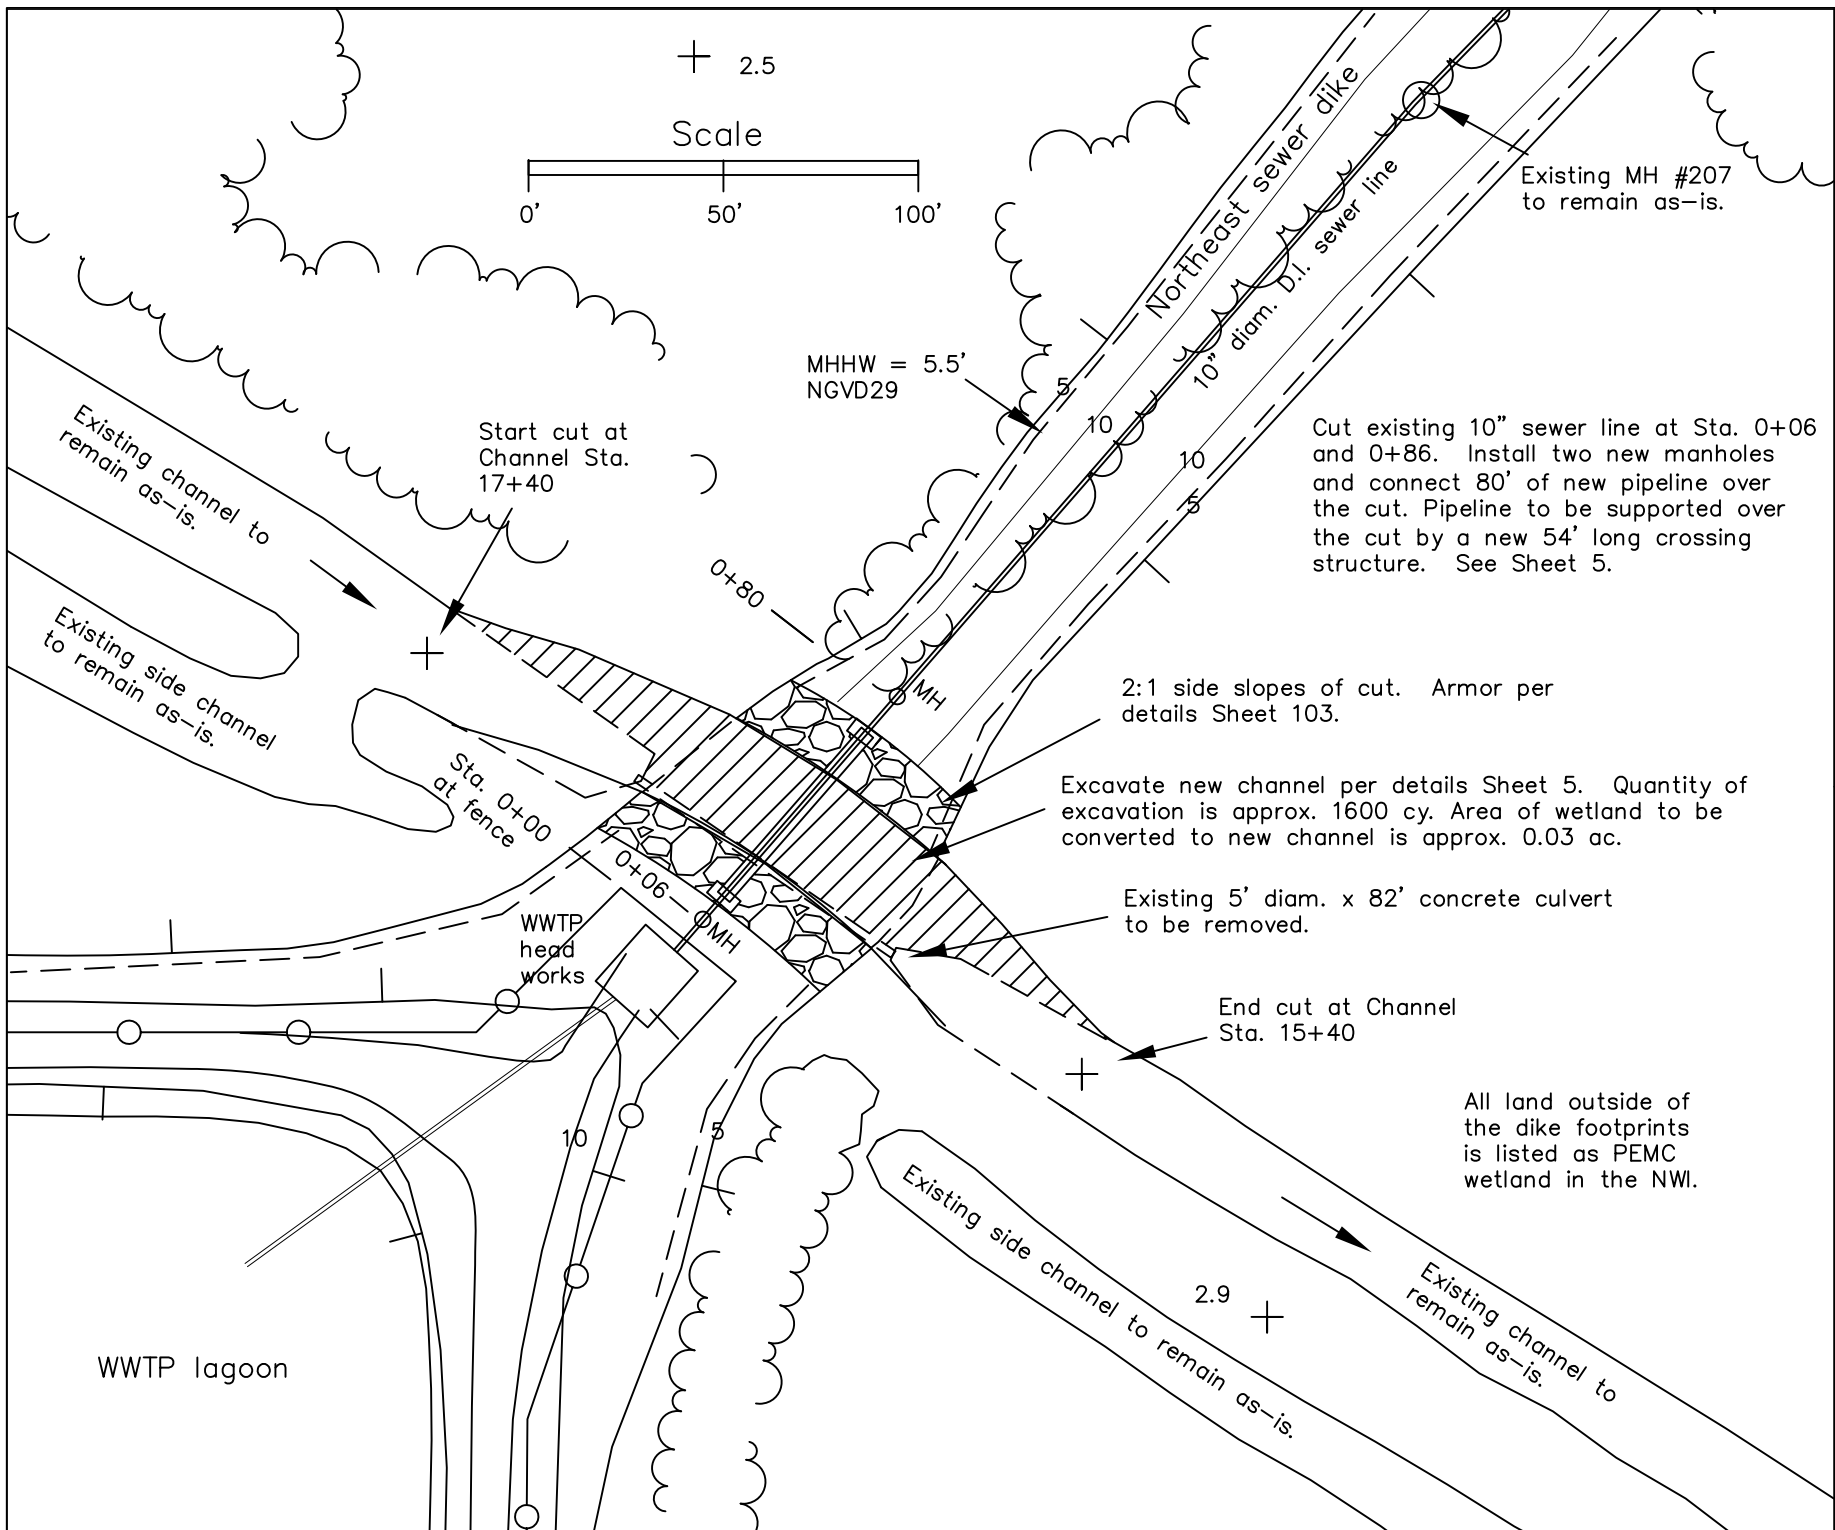 2.5
Scale
0' 50' 100'
Northeast sewer dike
10" diam. D.I. sewer line
Existing MH #207
to remain as-is.
MHHW = 5.5'
NGVD29
5
10
10
5
Existing channel to
remain as-is.
Start cut at
Channel Sta.
17+40
Cut existing 10" sewer line at Sta. 0+06
and 0+86. Install two new manholes
and connect 80' of new pipeline over
the cut. Pipeline to be supported over
the cut by a new 54' long crossing
structure. See Sheet 5.
0+80
Existing side channel
to remain as-is.
MH
2:1 side slopes of cut. Armor per
details Sheet 103.
Sta. 0+00
at fence
Excavate new channel per details Sheet 5. Quantity of
excavation is approx. 1600 cy. Area of wetland to be
converted to new channel is approx. 0.03 ac.
0+06
MH
Existing 5' diam. x 82' concrete culvert
to be removed.
WWTP
head
works
End cut at Channel
Sta. 15+40
All land outside of
the dike footprints
is listed as PEMC
wetland in the NWI.
10
5
Existing side channel to remain as-is.
2.9
Existing channel to
remain as-is.
WWTP lagoon